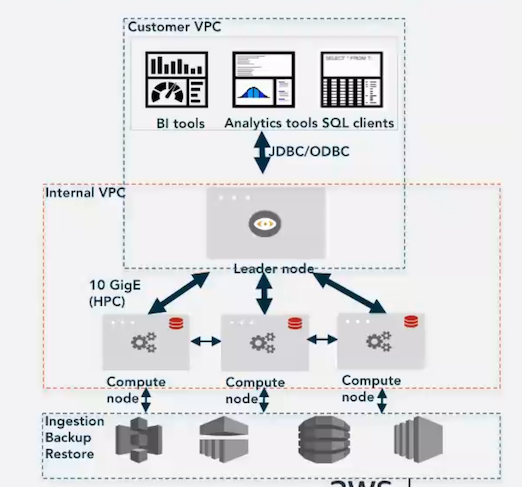 Customer VPC
SELECT * FROM T..
BI tools
Analytics tools
SQL clients
JDBC/ODBC
Internal VPC
Leader node
10 GigE
(HPC)
Compute
node
Compute
node
Compute
node
Ingestion
Backup
Restore
aws